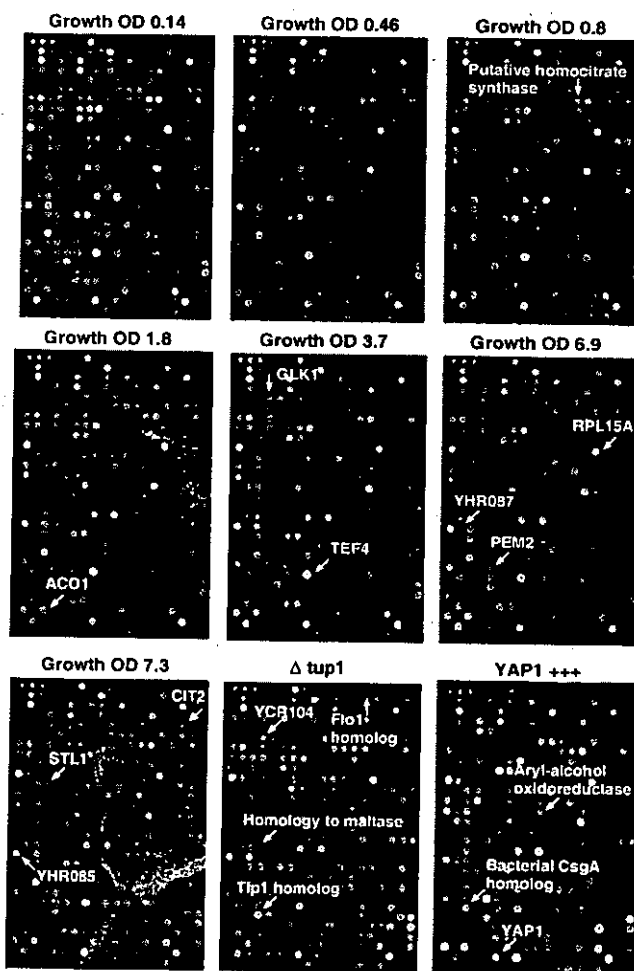 Growth OD 0.14
Growth OD 0.46
Growth OD 0.8
Putative homocitrate
synthase
Growth OD 1.8
Growth OD 3.7
Growth OD 6.9
GLK1
RPL15A
YHR087
PEM2
TEF4
ACO1
Growth OD 7.3
Δ tup1
YAP1 +++
CIT2
YCR104
Flo1
homolog
STL1
Aryl-alcohol
oxidoreductase
Homology to maltase
YHR085
Bacterial CsgA
homolog
Tip1 homolog
YAP1